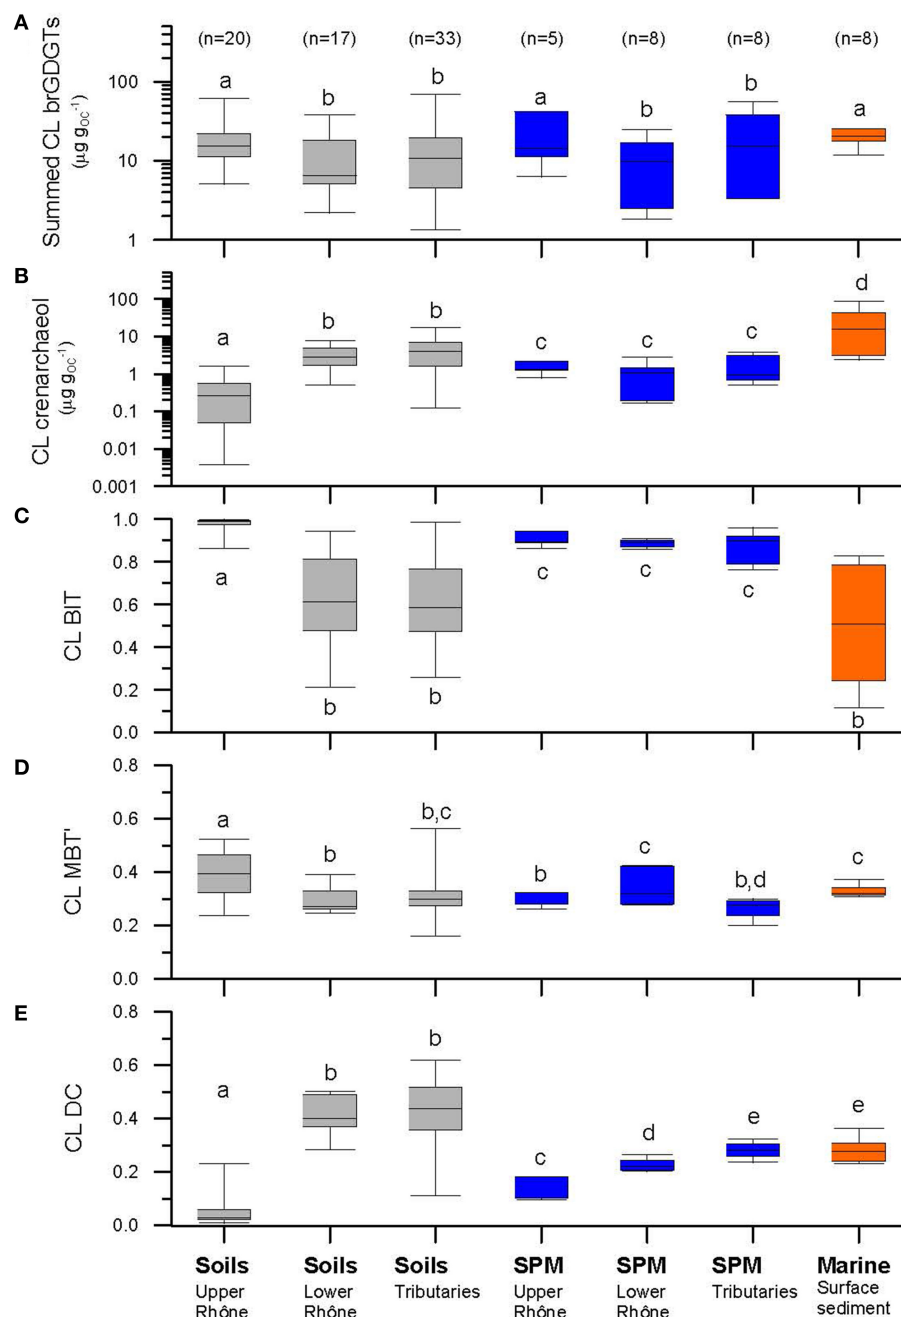 A
Summed CL brGDGTs
(µg gOC⁻¹)
(n=20) (n=17) (n=33) (n=5) (n=8) (n=8) (n=8)
100
10
1
a b b a b b a
B
CL crenarchaeol
(µg gOC⁻¹)
100
10
1
0.1
0.01
0.001
a b b c c c d
C
CL BIT
1.0
0.8
0.6
0.4
0.2
0.0
a b b c c c b
D
CL MBT'
0.8
0.6
0.4
0.2
0.0
a b b,c b c b,d c
E
CL DC
0.8
0.6
0.4
0.2
0.0
a b b c d e e
Soils Soils Soils SPM SPM SPM Marine
Upper Lower Tributaries Upper Lower Tributaries Surface
Rhône Rhône Rhône Rhône sediment